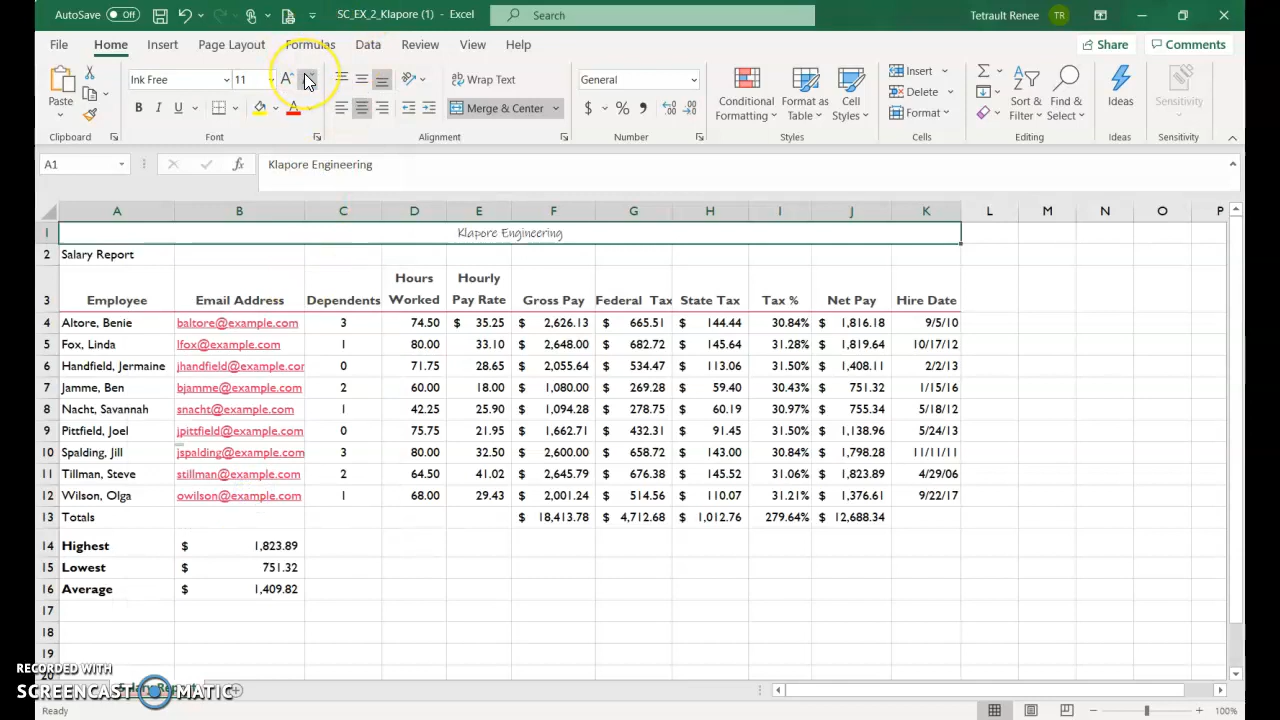 AutoSave Off SC_EX_2_Klapore (1) - Excel Search Tetrault Renee TR
File Home Insert Page Layout Formulas Data Review View Help Share Comments
Paste Ink Free 11 Wrap Text General Conditional Formatting Format as Table Cell Styles Insert Sort & Filter Find & Select Ideas Sensitivity
B I U Merge & Center $ % Delete
Format
Clipboard Font Alignment Number Styles Cells Editing Ideas Sensitivity
A1 fx Klapore Engineering
A B C D E F G H I J K L M N O P
1 Klapore Engineering
2 Salary Report
3 Employee Email Address Dependents Hours Worked Hourly Pay Rate Gross Pay Federal Tax State Tax Tax % Net Pay Hire Date
4 Altore, Benie baltore@example.com 3 74.50 $ 35.25 $ 2,626.13 $ 665.51 $ 144.44 30.84% $ 1,816.18 9/5/10
5 Fox, Linda lfox@example.com 1 80.00 33.10 $ 2,648.00 $ 682.72 $ 145.64 31.28% $ 1,819.64 10/17/12
6 Handfield, Jermaine jhandfield@example.cor 0 71.75 28.65 $ 2,055.64 $ 534.47 $ 113.06 31.50% $ 1,408.11 2/2/13
7 Jamme, Ben bjamme@example.com 2 60.00 18.00 $ 1,080.00 $ 269.28 $ 59.40 30.43% $ 751.32 1/15/16
8 Nacht, Savannah snacht@example.com 1 42.25 25.90 $ 1,094.28 $ 278.75 $ 60.19 30.97% $ 755.34 5/18/12
9 Pittfield, Joel jpittfield@example.com 0 75.75 21.95 $ 1,662.71 $ 432.31 $ 91.45 31.50% $ 1,138.96 5/24/13
10 Spalding, Jill jspalding@example.com 3 80.00 32.50 $ 2,600.00 $ 658.72 $ 143.00 30.84% $ 1,798.28 11/11/11
11 Tillman, Steve stillman@example.com 2 64.50 41.02 $ 2,645.79 $ 676.38 $ 145.52 31.06% $ 1,823.89 4/29/06
12 Wilson, Olga owilson@example.com 1 68.00 29.43 $ 2,001.24 $ 514.56 $ 110.07 31.21% $ 1,376.61 9/22/17
13 Totals $ 18,413.78 $ 4,712.68 $ 1,012.76 279.64% $ 12,688.34
14 Highest $ 1,823.89
15 Lowest $ 751.32
16 Average $ 1,409.82
17
18
19
20
RECORDED WITH
SCREENCAST MATIC
Ready 100%